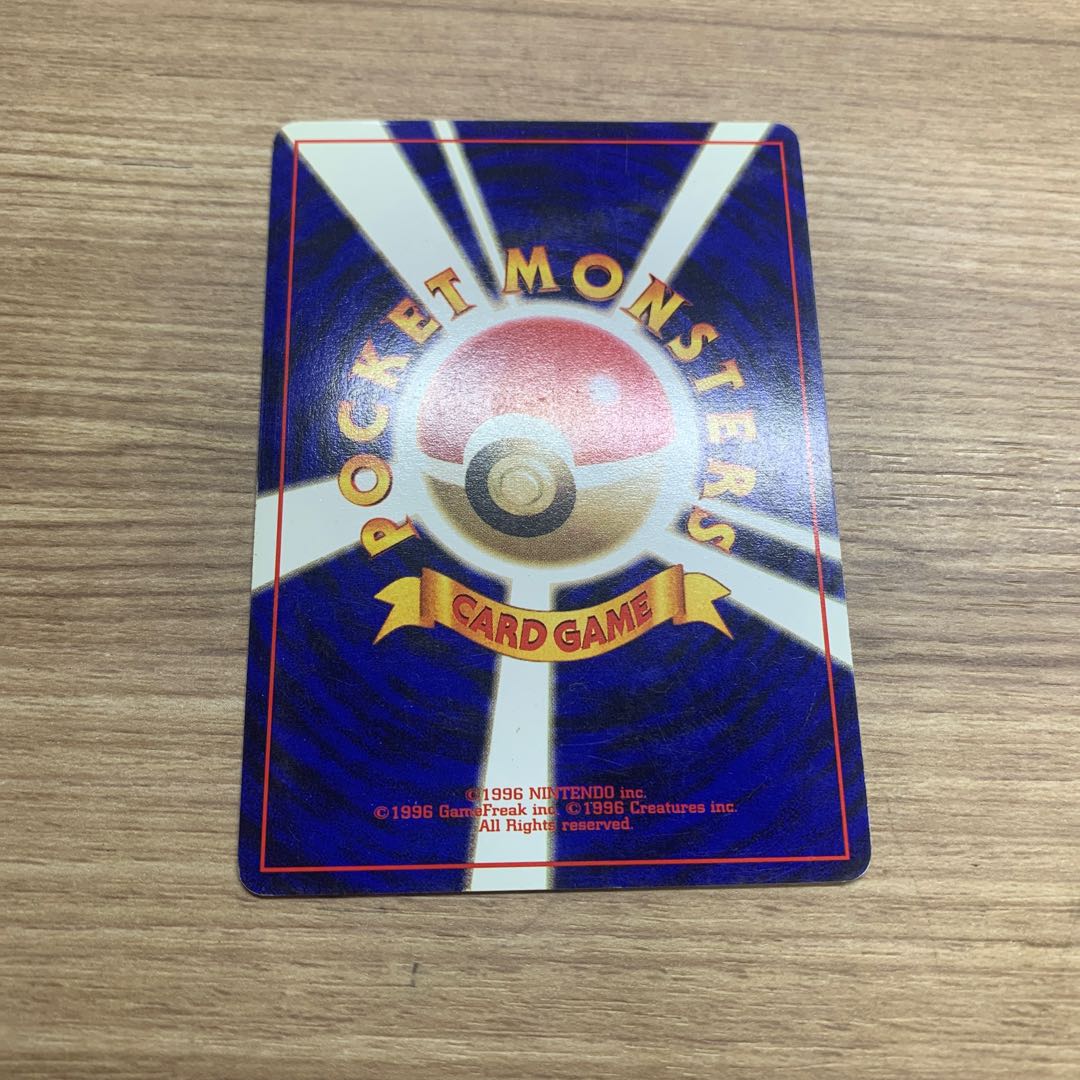 POCKET MONSTERS
CARD GAME
©1996 NINTENDO inc.
©1996 GameFreak inc. ©1996 Creatures inc.
All Rights reserved.